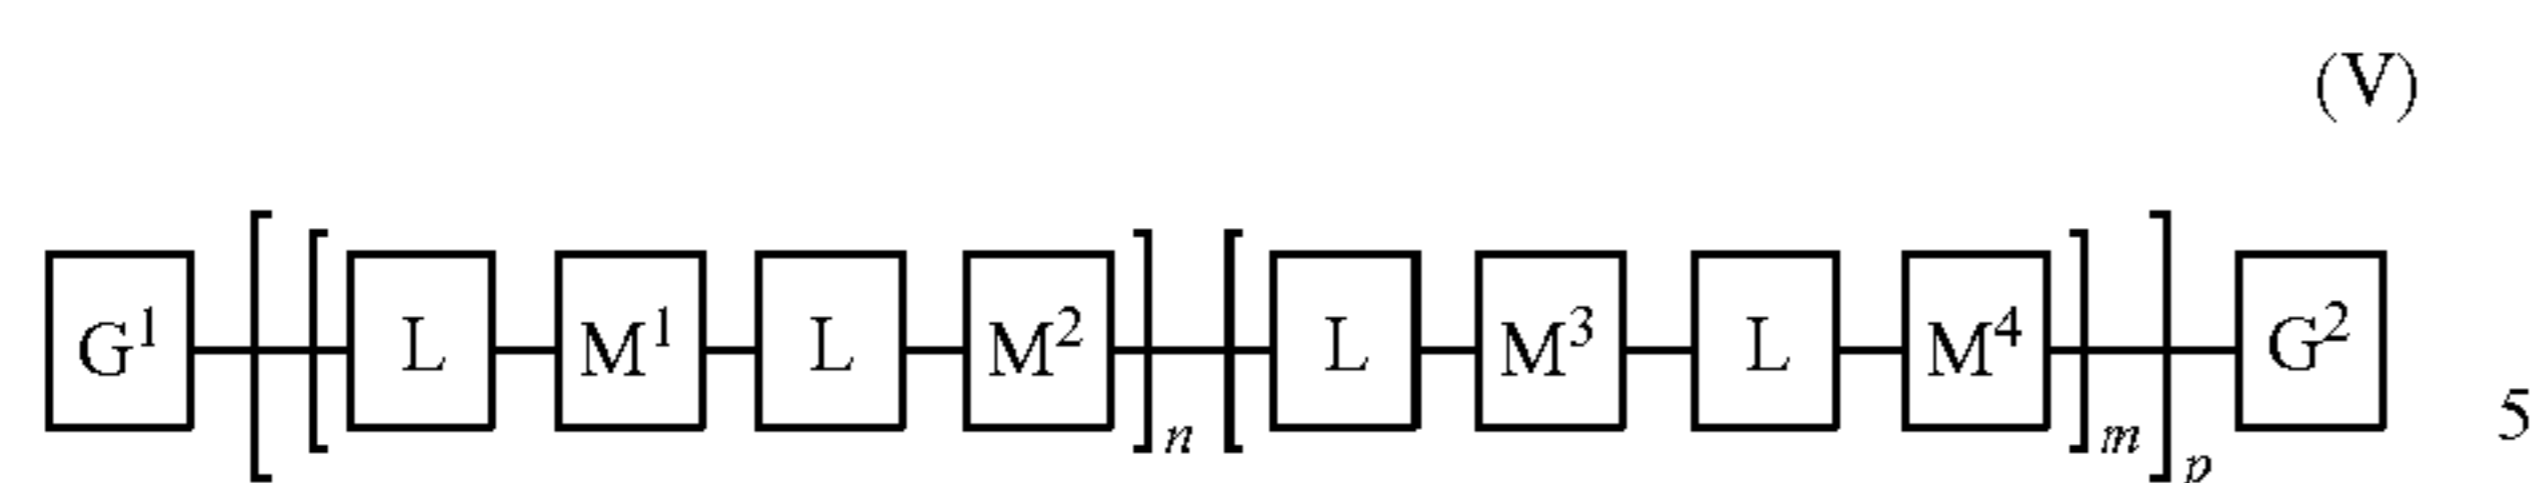 (V)
G¹ [ [ L M¹ L M² ]n [ L M³ L M⁴ ]m ]p G²
5